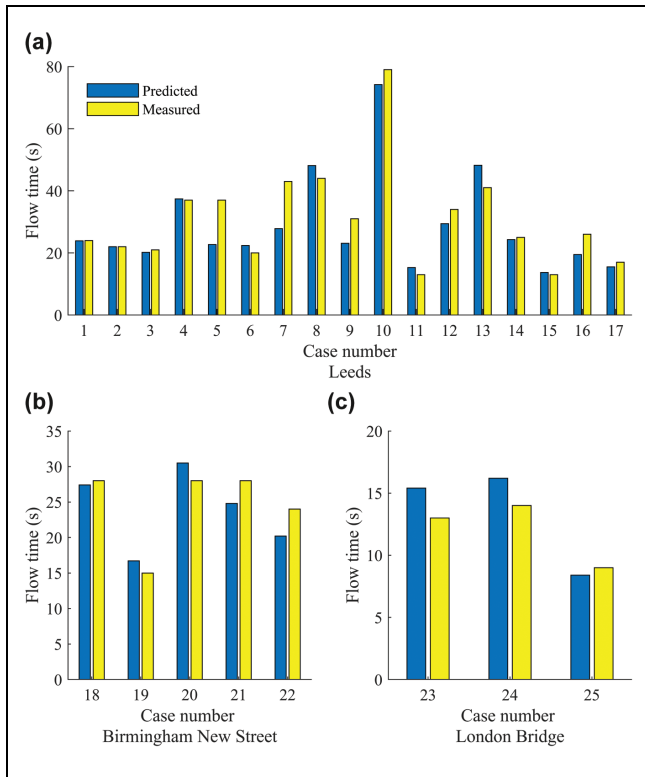 (a)
80
60
40
20
0
Flow time (s)
Predicted
Measured
1 2 3 4 5 6 7 8 9 10 11 12 13 14 15 16 17
Case number
Leeds
(b)
35
30
25
20
15
10
5
0
Flow time (s)
18 19 20 21 22
Case number
Birmingham New Street
(c)
20
15
10
5
0
Flow time (s)
23 24 25
Case number
London Bridge